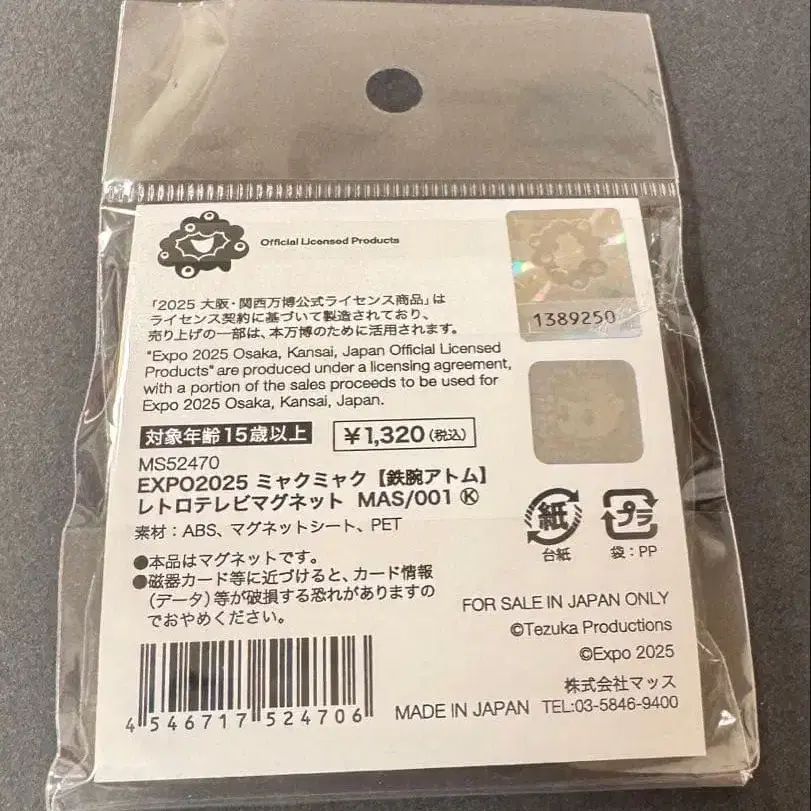 Official Licensed Products
1389250
「2025 大阪・関西万博公式ライセンス商品」は
ライセンス契約に基づいて製造されており、
売り上げの一部は、本万博のために活用されます。
"Expo 2025 Osaka, Kansai, Japan Official Licensed
Products" are produced under a licensing agreement,
with a portion of the sales proceeds to be used for
Expo 2025 Osaka, Kansai, Japan.
対象年齢15歳以上 ¥1,320(税込)
MS52470
EXPO2025 ミャクミャク【鉄腕アトム】
レトロテレビマグネット MAS/001 Ⓚ
素材：ABS、マグネットシート、PET
紙 プラ
台紙 袋：PP
●本品はマグネットです。
●磁器カード等に近づけると、カード情報
(データ)等が破損する恐れがありますの
でおやめください。
FOR SALE IN JAPAN ONLY
©Tezuka Productions
©Expo 2025
株式会社マッス
MADE IN JAPAN TEL:03-5846-9400
4 546717 524706